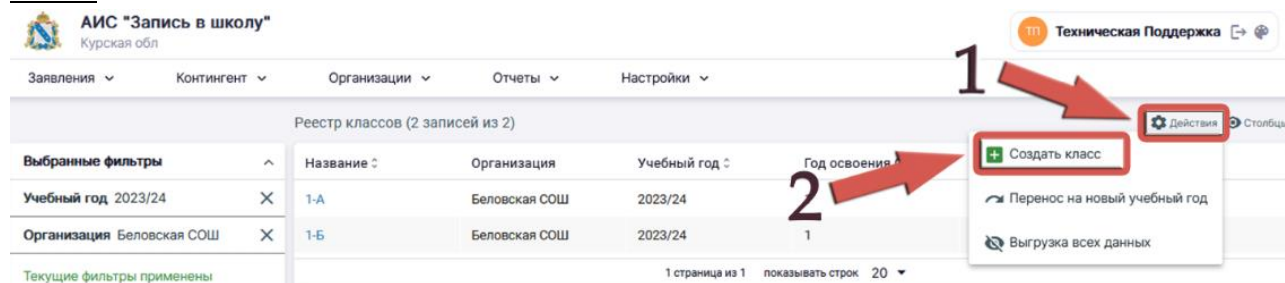 АИС "Запись в школу"
Курская обл
ТП Техническая Поддержка
Заявления Контингент Организации Отчеты Настройки
1
Реестр классов (2 записей из 2)
Действия Столбцы
Выбранные фильтры
Название Организация Учебный год Год освоения
Создать класс
2
Учебный год 2023/24
1-А Беловская СОШ 2023/24
Перенос на новый учебный год
Организация Беловская СОШ
1-Б Беловская СОШ 2023/24 1
Выгрузка всех данных
Текущие фильтры применены
1 страница из 1 показывать строк 20